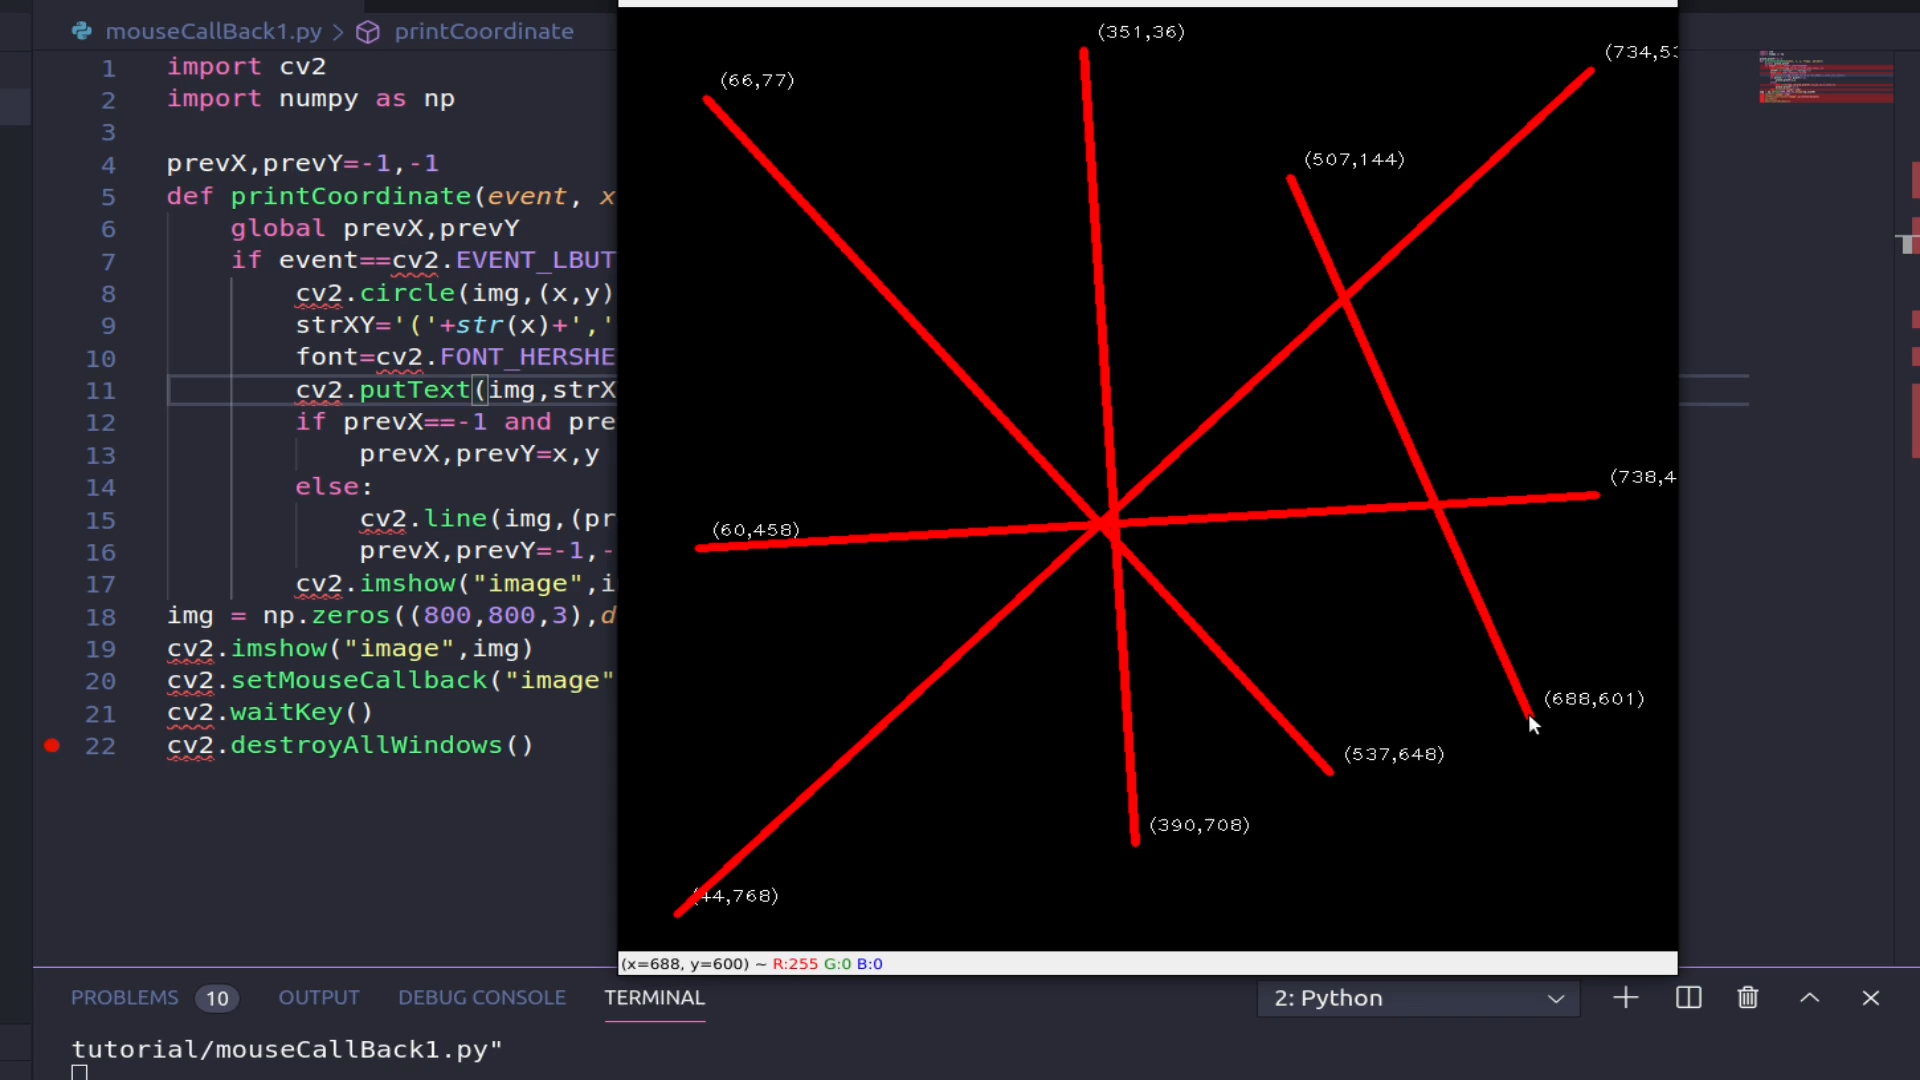 mouseCallBack1.py > printCoordinate
1 import cv2
2 import numpy as np
3
4 prevX,prevY=-1,-1
5 def printCoordinate(event, x
6 global prevX,prevY
7 if event==cv2.EVENT_LBUT
8 cv2.circle(img,(x,y)
9 strXY='('+str(x)+','
10 font=cv2.FONT_HERSHE
11 cv2.putText(img,strX
12 if prevX==-1 and pre
13 prevX,prevY=x,y
14 else:
15 cv2.line(img,(pr
16 prevX,prevY=-1,-
17 cv2.imshow("image",i
18 img = np.zeros((800,800,3),d
19 cv2.imshow("image",img)
20 cv2.setMouseCallback("image"
21 cv2.waitKey()
22 cv2.destroyAllWindows()
(351,36)
(734,53
(66,77)
(507,144)
(738,4
(60,458)
(688,601)
(537,648)
(390,708)
(44,768)
(x=688, y=600) ~ R:255 G:0 B:0
PROBLEMS 10 OUTPUT DEBUG CONSOLE TERMINAL 2: Python
tutorial/mouseCallBack1.py"